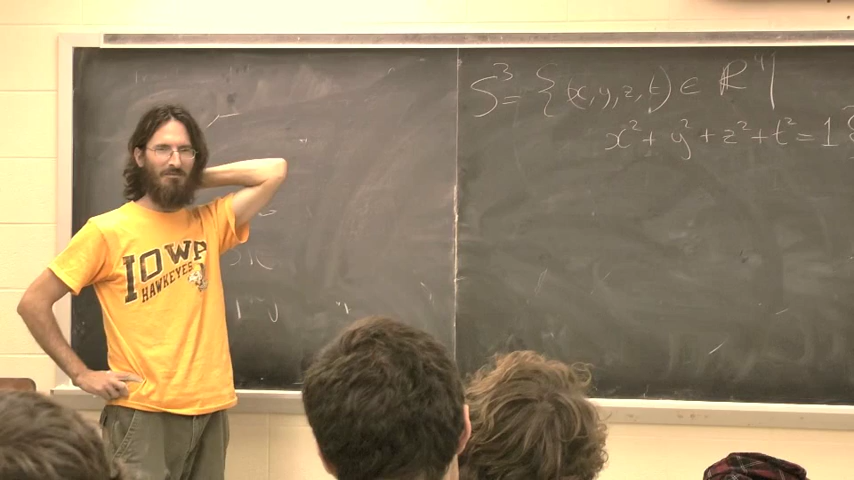 S³ = { (x, y, z, t) ∈ ℝ⁴ |
x² + y² + z² + t² = 1 }
IOWA
HAWKEYES